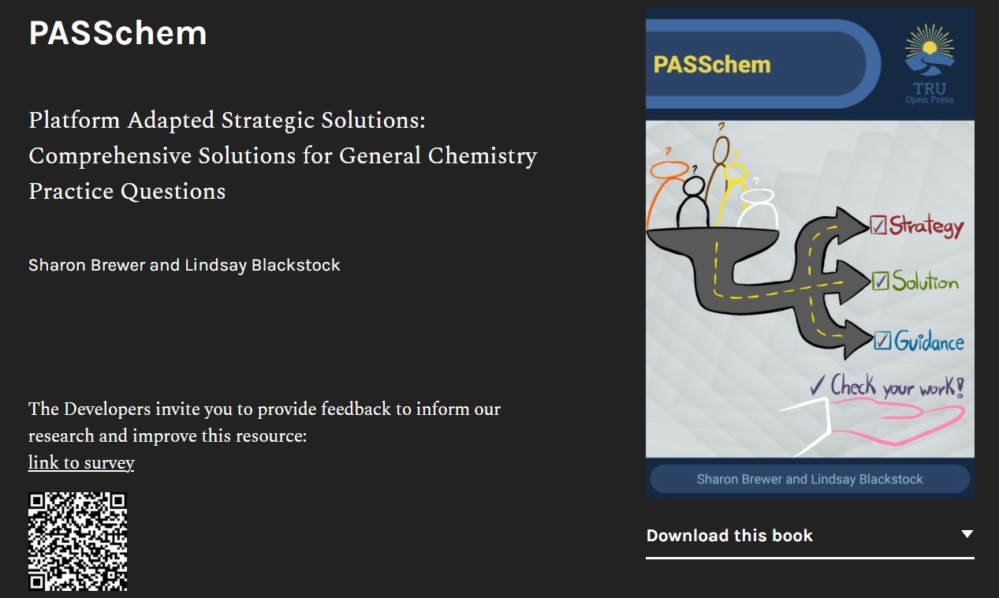 PASSchem
Platform Adapted Strategic Solutions:
Comprehensive Solutions for General Chemistry
Practice Questions
Sharon Brewer and Lindsay Blackstock
The Developers invite you to provide feedback to inform our
research and improve this resource:
link to survey
PASSchem
TRU
Open Press
?
?
?
?
?
Strategy
Solution
Guidance
✓ Check your work!
Sharon Brewer and Lindsay Blackstock
Download this book